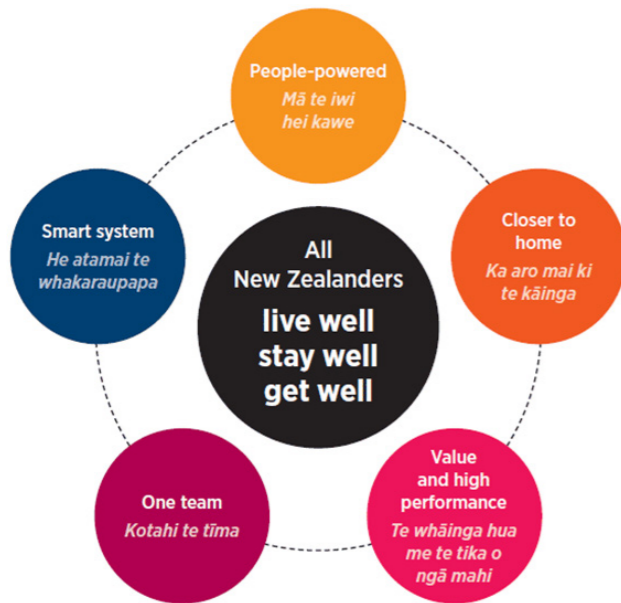 People-powered
Mā te iwi
hei kawe
Closer to
home
Ka aro mai ki
te kāinga
Value
and high
performance
Te whāinga hua
me te tika o
ngā mahi
One team
Kotahi te tīma
Smart system
He atamai te
whakaraupapa
All
New Zealanders
live well
stay well
get well